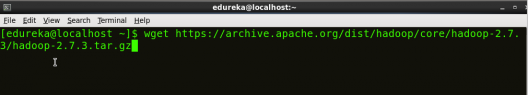 edureka@localhost:~
File Edit View Search Terminal Help
[edureka@localhost ~]$ wget https://archive.apache.org/dist/hadoop/core/hadoop-2.7.
3/hadoop-2.7.3.tar.gz